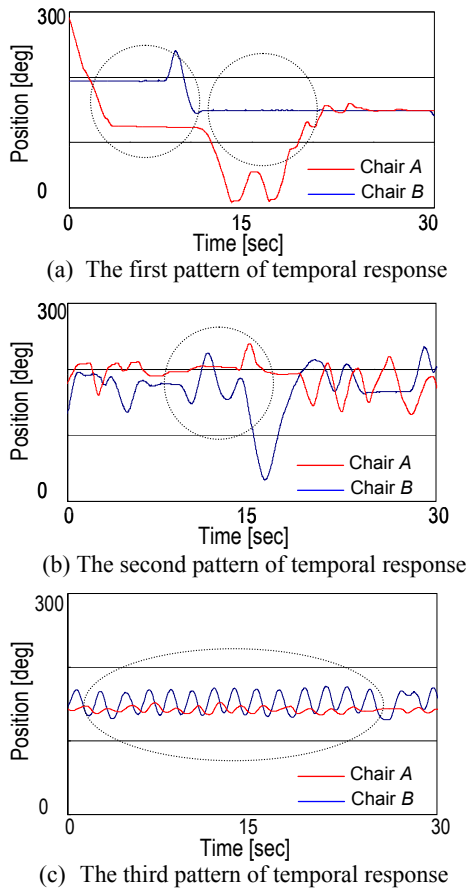 300
Position [deg]
0
Chair A
Chair B
0 15 30
Time [sec]
(a) The first pattern of temporal response
300
Position [deg]
0
Chair A
Chair B
0 15 30
Time [sec]
(b) The second pattern of temporal response
300
Position [deg]
0
Chair A
Chair B
0 15 30
Time [sec]
(c) The third pattern of temporal response